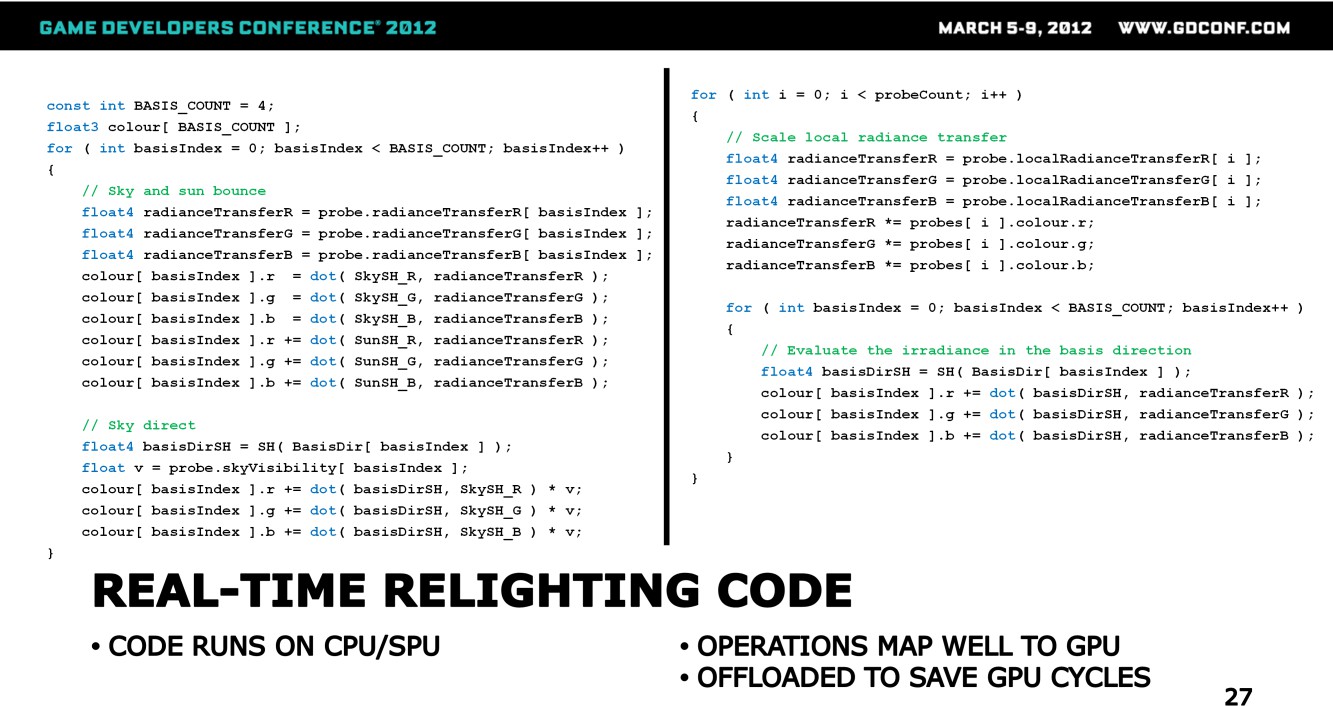 GAME DEVELOPERS CONFERENCE® 2012
MARCH 5-9, 2012 WWW.GDCONF.COM
const int BASIS_COUNT = 4;
float3 colour[ BASIS_COUNT ];
for ( int basisIndex = 0; basisIndex < BASIS_COUNT; basisIndex++ )
{
    // Sky and sun bounce
    float4 radianceTransferR = probe.radianceTransferR[ basisIndex ];
    float4 radianceTransferG = probe.radianceTransferG[ basisIndex ];
    float4 radianceTransferB = probe.radianceTransferB[ basisIndex ];
    colour[ basisIndex ].r  = dot( SkySH_R, radianceTransferR );
    colour[ basisIndex ].g  = dot( SkySH_G, radianceTransferG );
    colour[ basisIndex ].b  = dot( SkySH_B, radianceTransferB );
    colour[ basisIndex ].r += dot( SunSH_R, radianceTransferR );
    colour[ basisIndex ].g += dot( SunSH_G, radianceTransferG );
    colour[ basisIndex ].b += dot( SunSH_B, radianceTransferB );

    // Sky direct
    float4 basisDirSH = SH( BasisDir[ basisIndex ] );
    float v = probe.skyVisibility[ basisIndex ];
    colour[ basisIndex ].r += dot( basisDirSH, SkySH_R ) * v;
    colour[ basisIndex ].g += dot( basisDirSH, SkySH_G ) * v;
    colour[ basisIndex ].b += dot( basisDirSH, SkySH_B ) * v;
}
for ( int i = 0; i < probeCount; i++ )
{
    // Scale local radiance transfer
    float4 radianceTransferR = probe.localRadianceTransferR[ i ];
    float4 radianceTransferG = probe.localRadianceTransferG[ i ];
    float4 radianceTransferB = probe.localRadianceTransferB[ i ];
    radianceTransferR *= probes[ i ].colour.r;
    radianceTransferG *= probes[ i ].colour.g;
    radianceTransferB *= probes[ i ].colour.b;

    for ( int basisIndex = 0; basisIndex < BASIS_COUNT; basisIndex++ )
    {
        // Evaluate the irradiance in the basis direction
        float4 basisDirSH = SH( BasisDir[ basisIndex ] );
        colour[ basisIndex ].r += dot( basisDirSH, radianceTransferR );
        colour[ basisIndex ].g += dot( basisDirSH, radianceTransferG );
        colour[ basisIndex ].b += dot( basisDirSH, radianceTransferB );
    }
}
REAL-TIME RELIGHTING CODE
• CODE RUNS ON CPU/SPU
• OPERATIONS MAP WELL TO GPU
• OFFLOADED TO SAVE GPU CYCLES
27